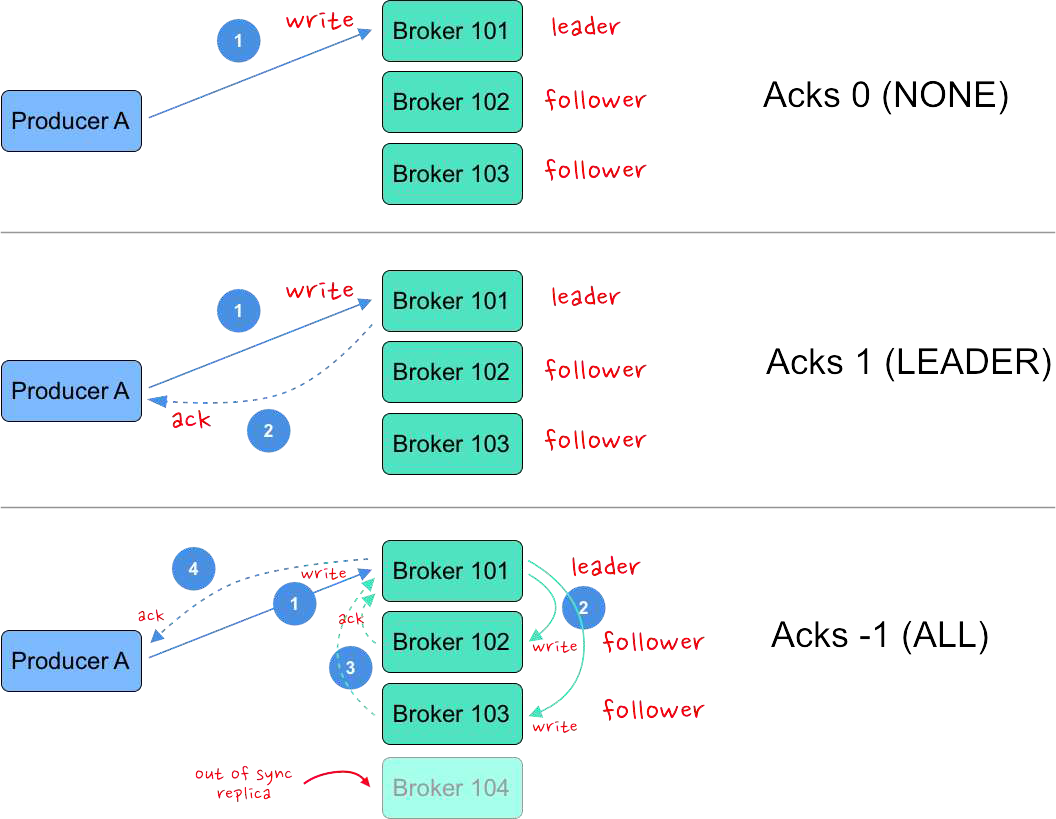 write
1
Broker 101
leader
Producer A
Broker 102
follower
Acks 0 (NONE)
Broker 103
follower
write
1
Broker 101
leader
Producer A
Broker 102
follower
Acks 1 (LEADER)
ack
2
Broker 103
follower
4
write
Broker 101
leader
1
2
ack
ack
Producer A
Broker 102
write
follower
Acks -1 (ALL)
3
Broker 103
follower
write
out of sync
replica
Broker 104